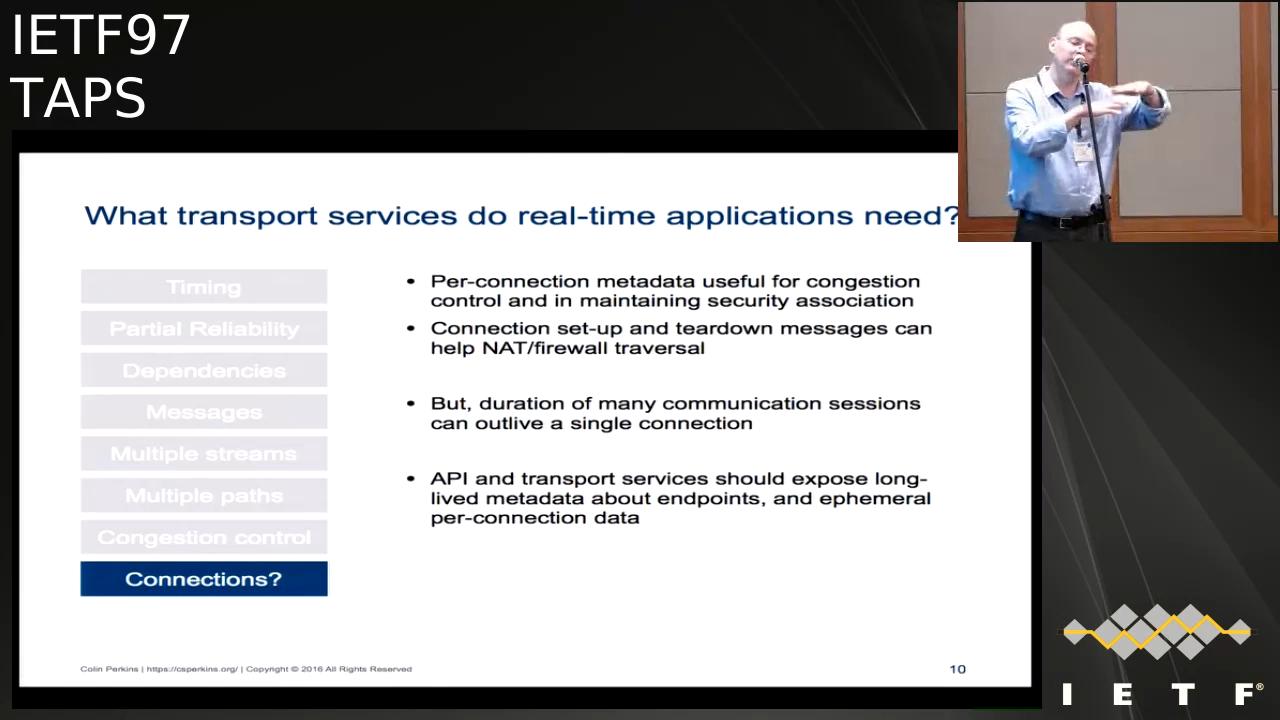 IETF97
TAPS
What transport services do real-time applications need?
Timing
Partial Reliability
Dependencies
Messages
Multiple streams
Multiple paths
Congestion control
Connections?
• Per-connection metadata useful for congestion
control and in maintaining security association
• Connection set-up and teardown messages can
help NAT/firewall traversal
• But, duration of many communication sessions
can outlive a single connection
• API and transport services should expose long-
lived metadata about endpoints, and ephemeral
per-connection data
Colin Perkins | https://csperkins.org/ | Copyright © 2016 All Rights Reserved
10
I E T F®